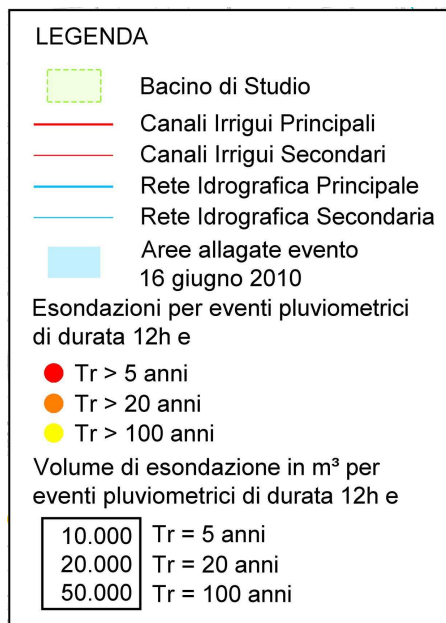 LEGENDA
Bacino di Studio
Canali Irrigui Principali
Canali Irrigui Secondari
Rete Idrografica Principale
Rete Idrografica Secondaria
Aree allagate evento
16 giugno 2010
Esondazioni per eventi pluviometrici
di durata 12h e
Tr > 5 anni
Tr > 20 anni
Tr > 100 anni
Volume di esondazione in m³ per
eventi pluviometrici di durata 12h e
10.000 Tr = 5 anni
20.000 Tr = 20 anni
50.000 Tr = 100 anni